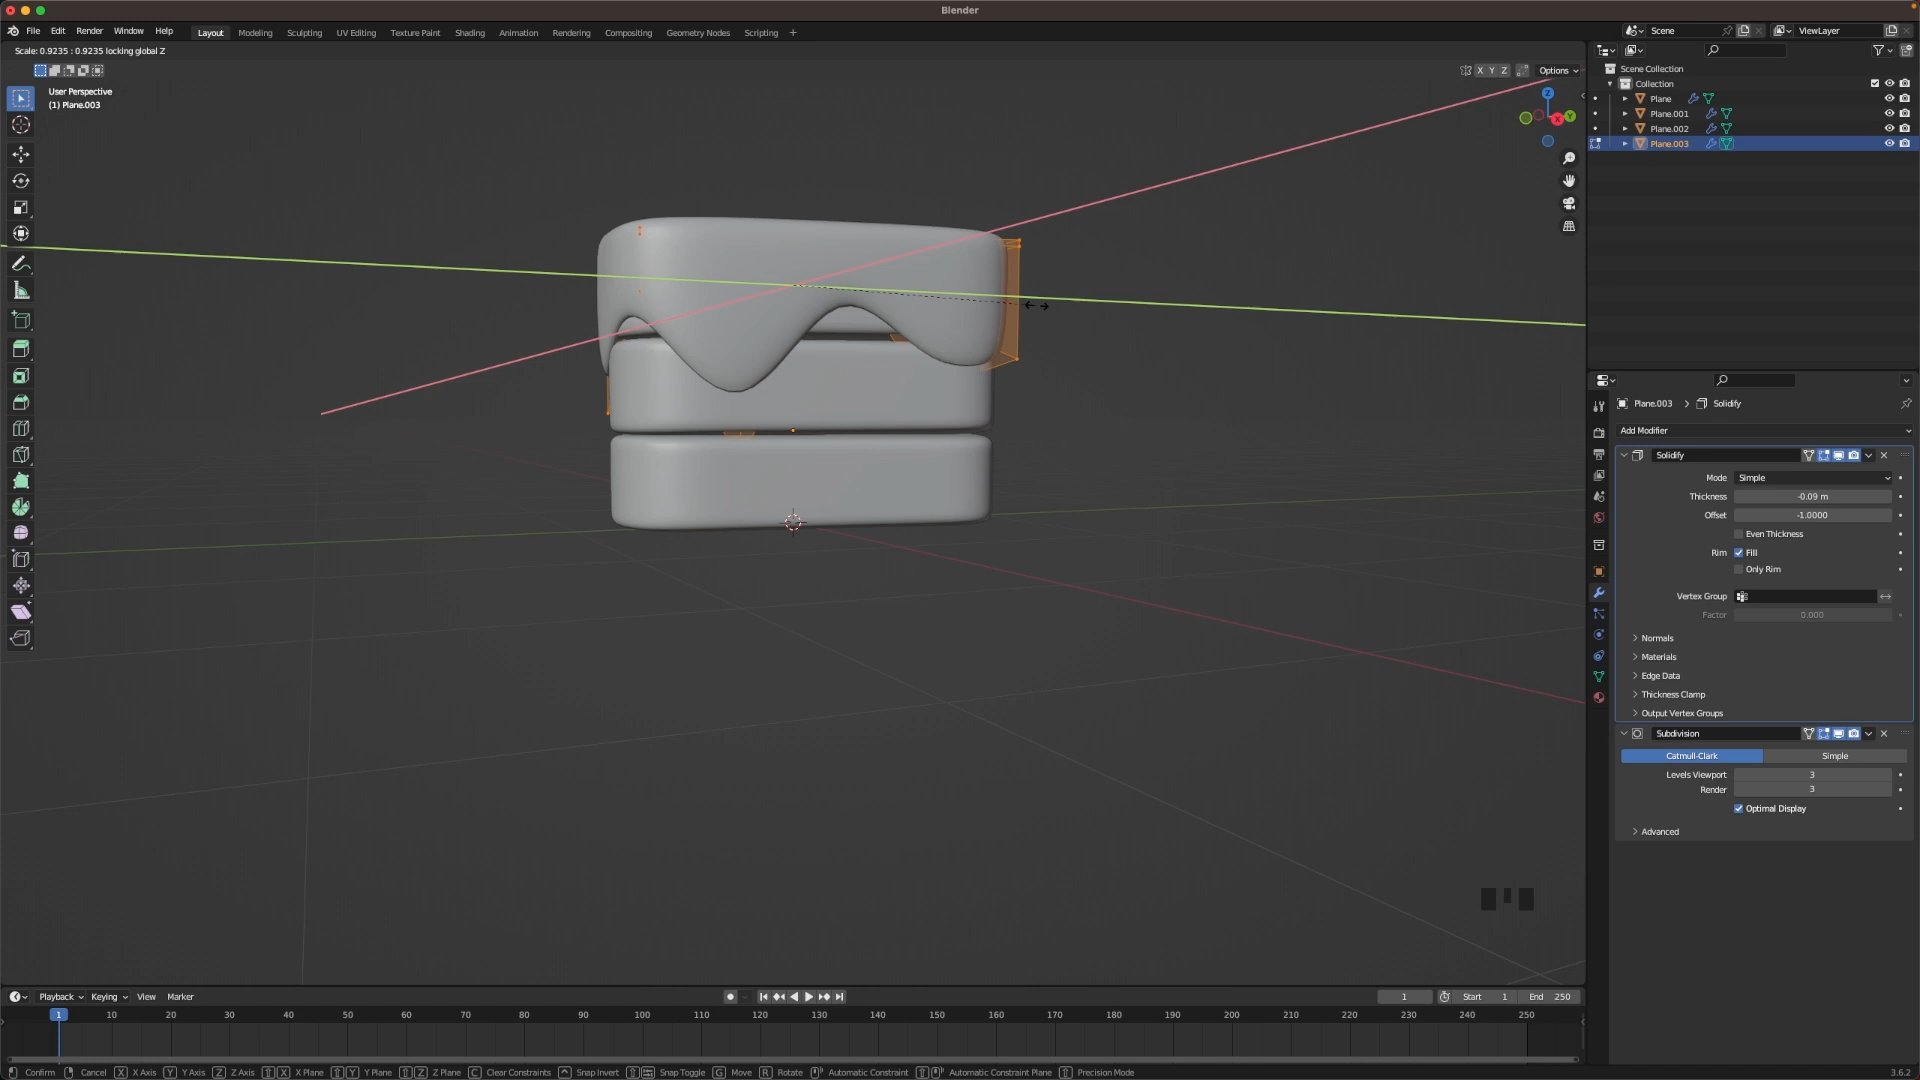 Blender
File Edit Render Window Help Layout Modeling Sculpting UV Editing Texture Paint Shading Animation Rendering Compositing Geometry Nodes Scripting + Scene ViewLayer
Scale: 0.9235 : 0.9235 locking global Z
X Y Z Options
User Perspective
(1) Plane.003
Z
X Y
Scene Collection
Collection
Plane
Plane.001
Plane.002
Plane.003
Plane.003 > Solidify
Add Modifier
Solidify
Mode Simple
Thickness -0.09 m
Offset -1.0000
Even Thickness
Rim Fill
Only Rim
Vertex Group
Factor 0.000
Normals
Materials
Edge Data
Thickness Clamp
Output Vertex Groups
Subdivision
Catmull-Clark Simple
Levels Viewport 3
Render 3
Optimal Display
Advanced
Playback Keying View Marker 1 Start 1 End 250
1 10 20 30 40 50 60 70 80 90 100 110 120 130 140 150 160 170 180 190 200 210 220 230 240 250
Confirm Cancel X X Axis Y Y Axis Z Z Axis X X Plane Y Y Plane Z Z Plane C Clear Constraints Snap Invert Snap Toggle G Move R Rotate Automatic Constraint Automatic Constraint Plane Precision Mode 3.6.2